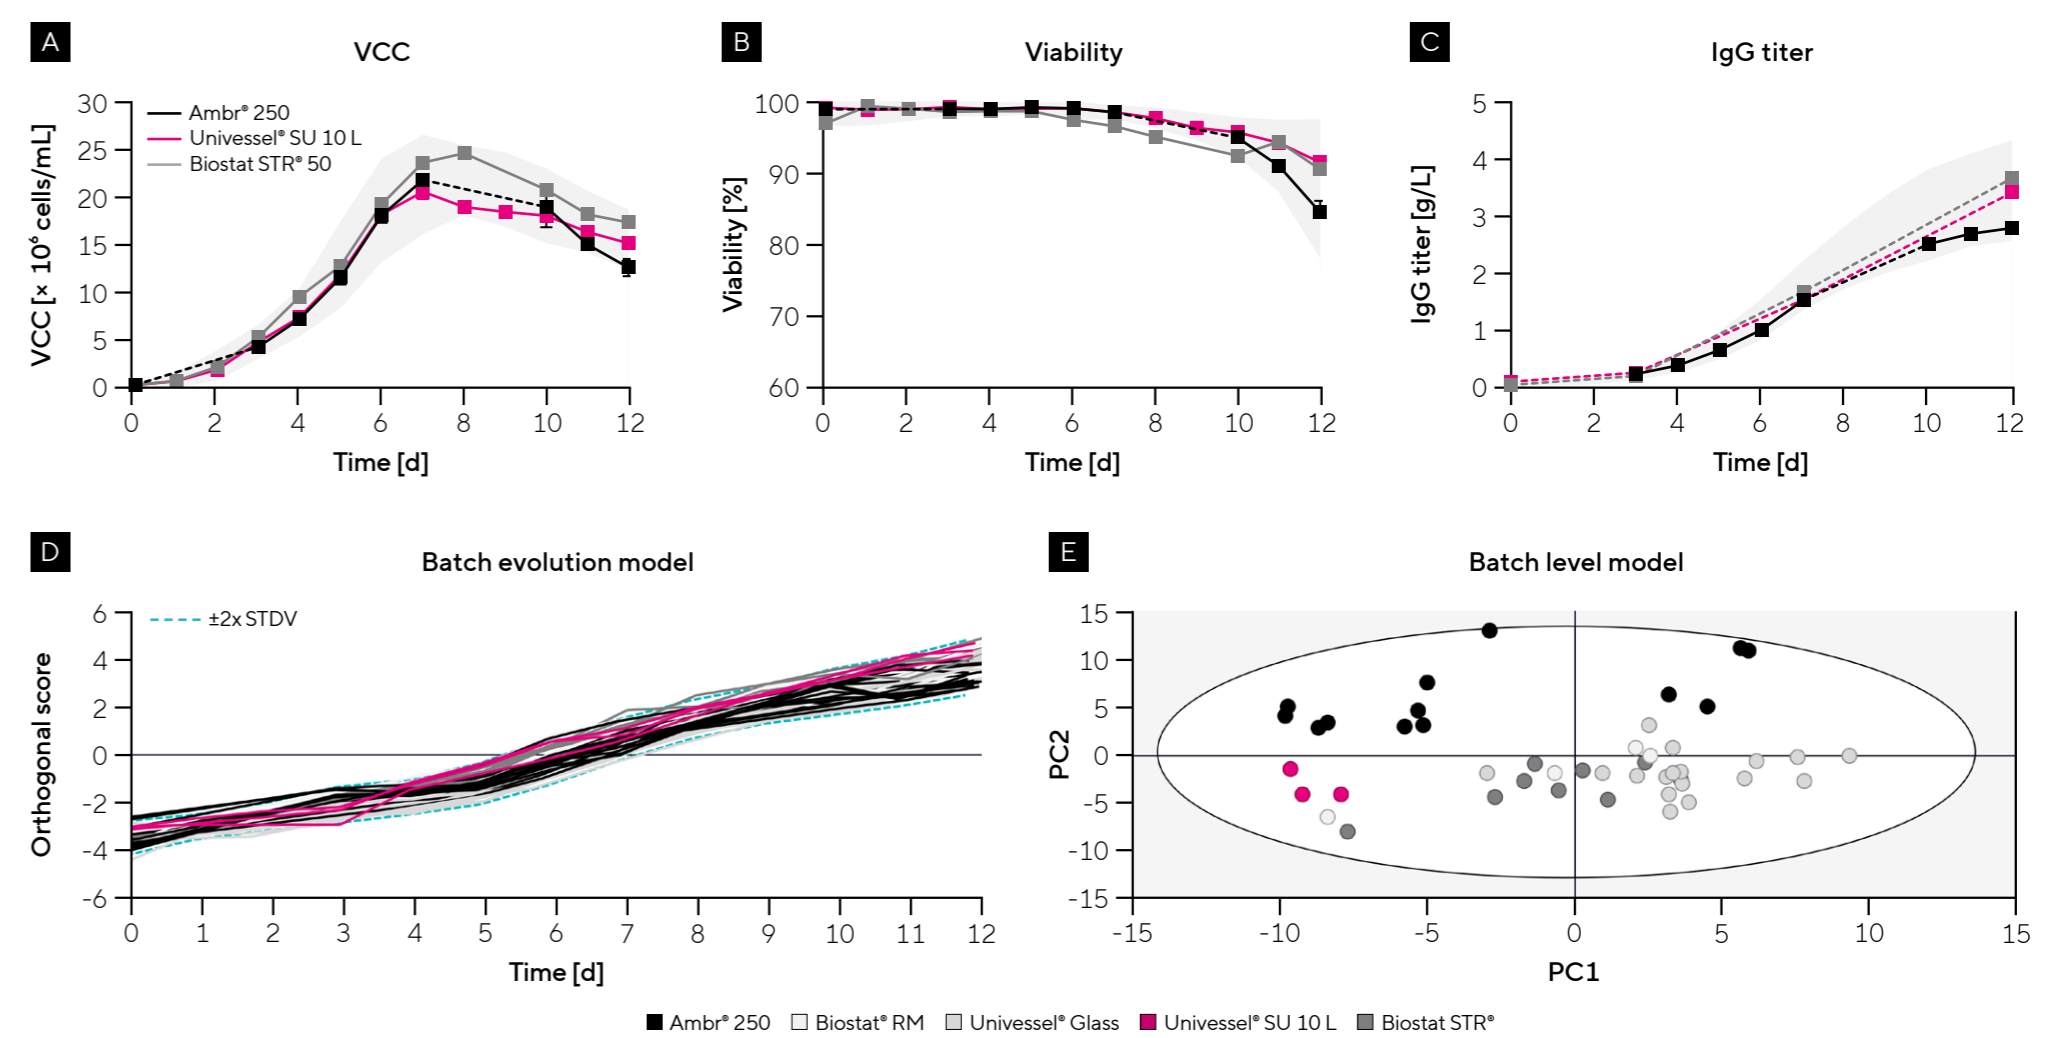 A
VCC
Ambr® 250
Univessel® SU 10 L
Biostat STR® 50
VCC [× 10⁶ cells/mL]
30
25
20
15
10
5
0
0 2 4 6 8 10 12
Time [d]
B
Viability
Viability [%]
100
90
80
70
60
0 2 4 6 8 10 12
Time [d]
C
IgG titer
IgG titer [g/L]
5
4
3
2
1
0
0 2 4 6 8 10 12
Time [d]
D
Batch evolution model
±2x STDV
Orthogonal score
6
4
2
0
-2
-4
-6
0 1 2 3 4 5 6 7 8 9 10 11 12
Time [d]
E
Batch level model
PC2
15
10
5
0
-5
-10
-15
-15 -10 -5 0 5 10 15
PC1
Ambr® 250 Biostat® RM Univessel® Glass Univessel® SU 10 L Biostat STR®